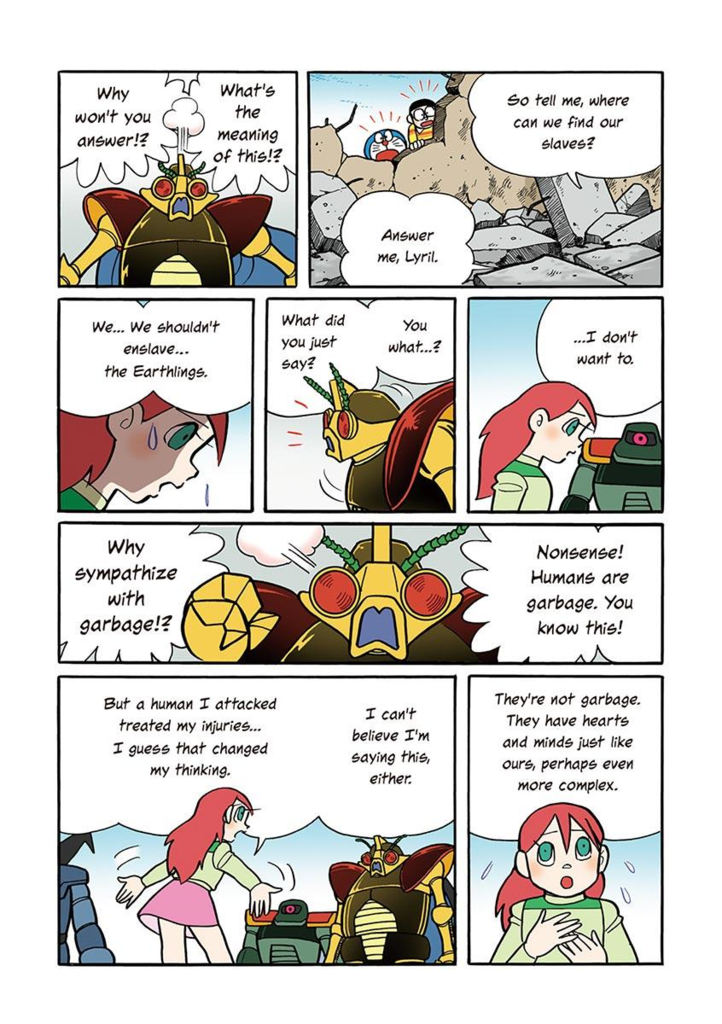 So tell me, where
can we find our
slaves?
Answer
me, Lyril.
What's
the
meaning
of this!?
Why
won't you
answer!?
...I don't
want to.
You
what...?
What did
you just
say?
We... We shouldn't
enslave...
the Earthlings.
Nonsense!
Humans are
garbage. You
know this!
Why
sympathize
with
garbage!?
They're not garbage.
They have hearts
and minds just like
ours, perhaps even
more complex.
I can't
believe I'm
saying this,
either.
But a human I attacked
treated my injuries...
I guess that changed
my thinking.